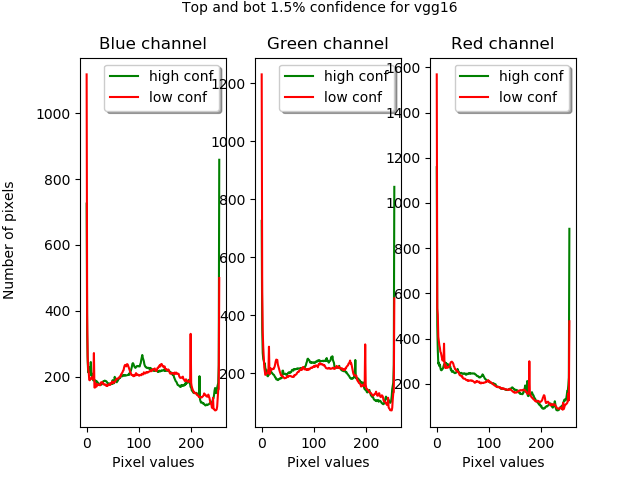 Top and bot 1.5% confidence for vgg16
Blue channel
Green channel
Red channel
high conf
low conf
high conf
low conf
high conf
low conf
Number of pixels
1000
800
600
400
200
1200
1000
800
600
400
200
1600
1400
1200
1000
800
600
400
200
0 100 200
0 100 200
0 100 200
Pixel values
Pixel values
Pixel values